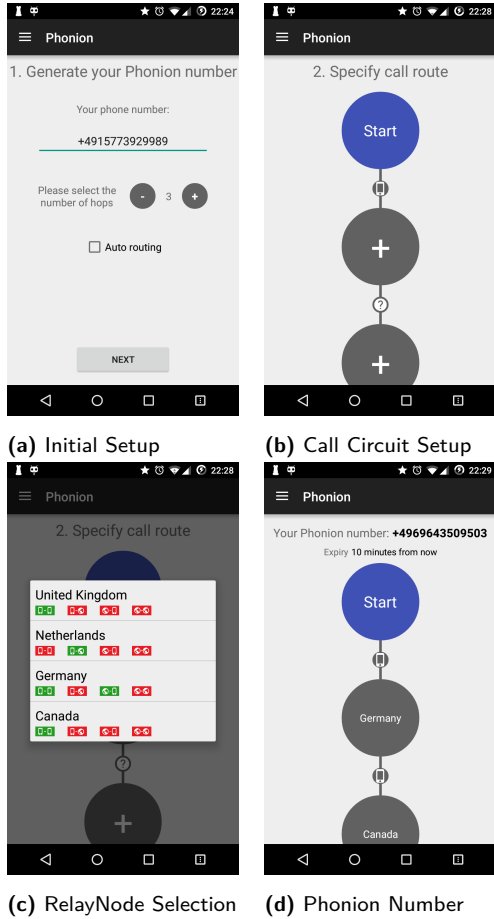 22:24
Phonion
1. Generate your Phonion number
Your phone number:
+4915773929989
Please select the
number of hops
- 3 +
Auto routing
NEXT
(a) Initial Setup
22:28
Phonion
2. Specify call route
Start
+
?
+
(b) Call Circuit Setup
22:28
Phonion
2. Specify call route
United Kingdom
Netherlands
Germany
Canada
?
+
(c) RelayNode Selection
22:29
Phonion
Your Phonion number: +4969643509503
Expiry 10 minutes from now
Start
Germany
Canada
(d) Phonion Number